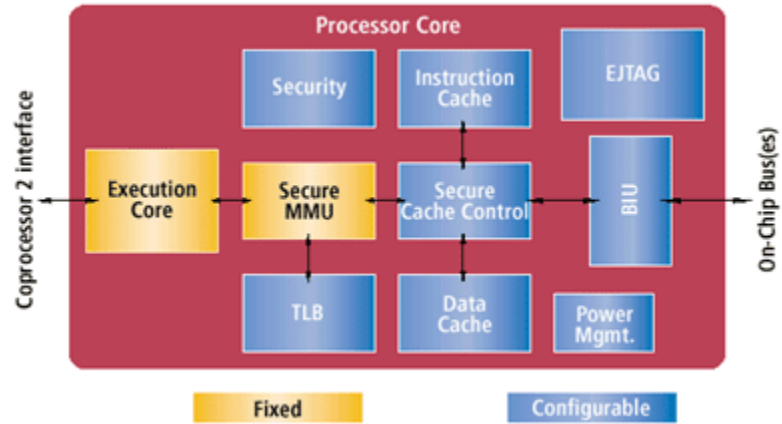 Processor Core
Security
Instruction
Cache
EJTAG
Coprocesser 2 interface
Execution
Core
Secure
MMU
Secure
Cache Control
BIU
On-Chip Bus(es)
TLB
Data
Cache
Power
Mgmt.
Fixed
Configurable